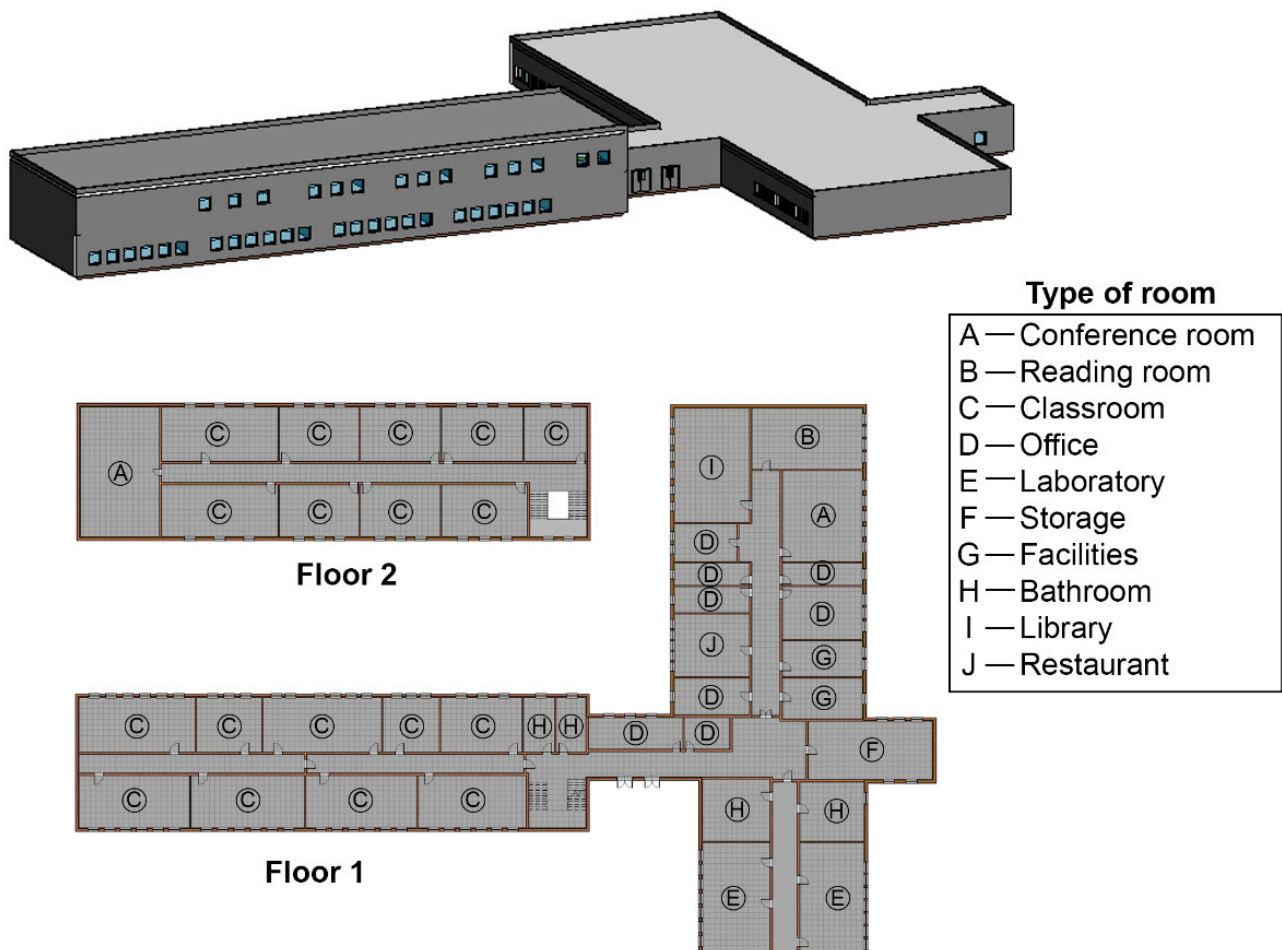 Type of room
A — Conference room
B — Reading room
C — Classroom
D — Office
E — Laboratory
F — Storage
G — Facilities
H — Bathroom
I — Library
J — Restaurant
C C C C C
A
C C C C
Floor 2
B
I
A
D
D D
D D
J
G
D G
C C C C C H H D D
F
C C C C
H H
Floor 1
E E